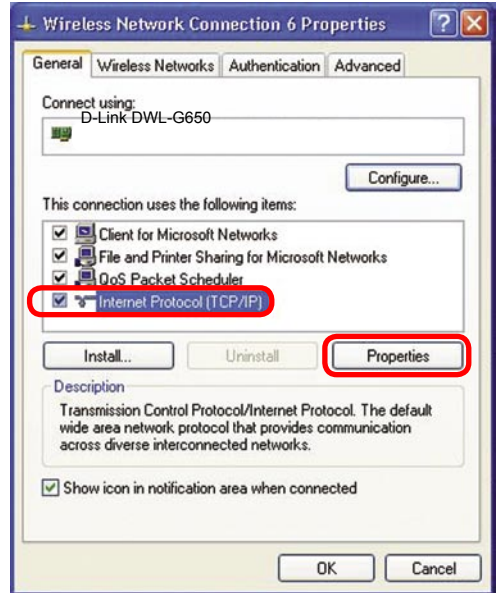 Wireless Network Connection 6 Properties
General Wireless Networks Authentication Advanced
Connect using:
D-Link DWL-G650
Configure...
This connection uses the following items:
Client for Microsoft Networks
File and Printer Sharing for Microsoft Networks
QoS Packet Scheduler
Internet Protocol (TCP/IP)
Install... Uninstall Properties
Description
Transmission Control Protocol/Internet Protocol. The default
wide area network protocol that provides communication
across diverse interconnected networks.
Show icon in notification area when connected
OK Cancel